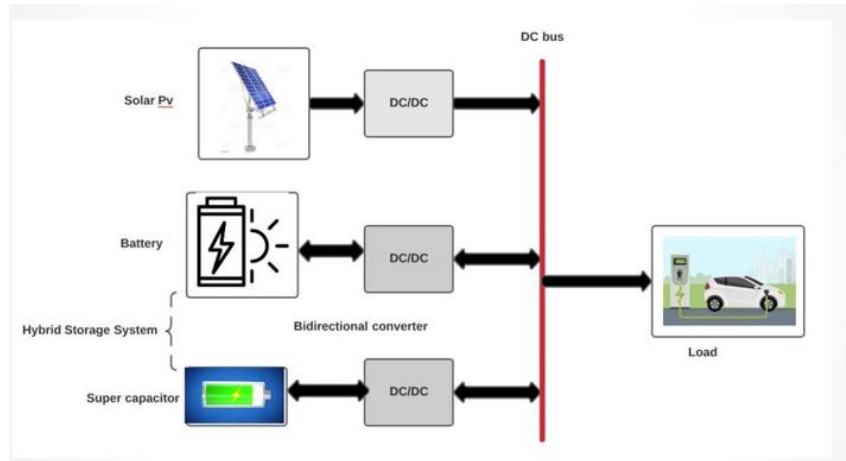 DC bus
Solar Pv
DC/DC
Battery
DC/DC
Hybrid Storage System
Bidirectional converter
Super capacitor
DC/DC
Load